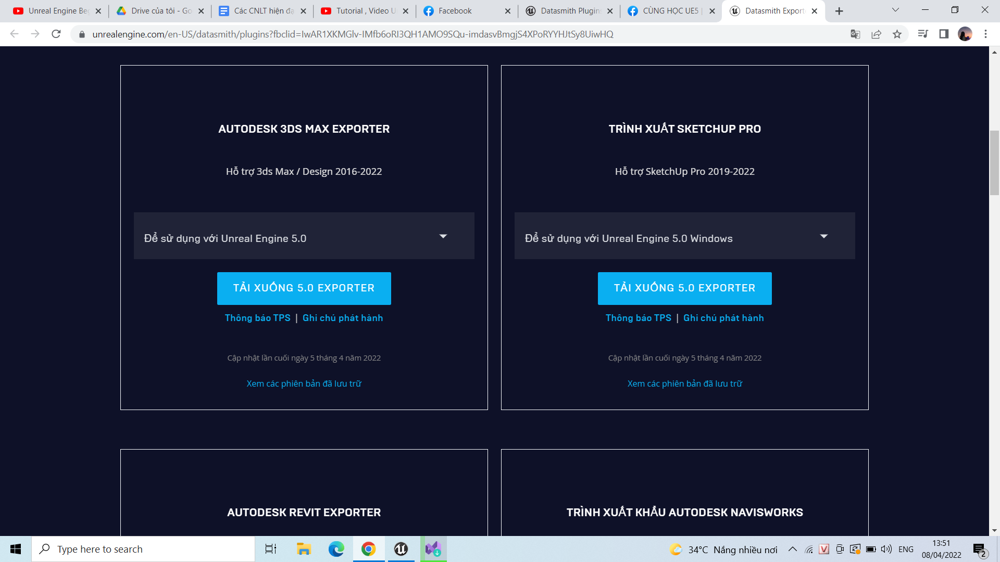 Unreal Engine Be
Drive của tôi - Go
Các CNLT hiện đạ
Tutorial , Video U
Facebook
Datasmith Plugin
CÙNG HỌC UE5 |
Datasmith Export
unrealengine.com/en-US/datasmith/plugins?fbclid=IwAR1XKMGlv-IMfb6oRI3QH1AMO9SQu-imdasvBmgjS4XPoRYYHJtSy8UiwHQ
AUTODESK 3DS MAX EXPORTER
Hỗ trợ 3ds Max / Design 2016-2022
Để sử dụng với Unreal Engine 5.0
TẢI XUỐNG 5.0 EXPORTER
Thông báo TPS | Ghi chú phát hành
Cập nhật lần cuối ngày 5 tháng 4 năm 2022
Xem các phiên bản đã lưu trữ
TRÌNH XUẤT SKETCHUP PRO
Hỗ trợ SketchUp Pro 2019-2022
Để sử dụng với Unreal Engine 5.0 Windows
TẢI XUỐNG 5.0 EXPORTER
Thông báo TPS | Ghi chú phát hành
Cập nhật lần cuối ngày 5 tháng 4 năm 2022
Xem các phiên bản đã lưu trữ
AUTODESK REVIT EXPORTER
TRÌNH XUẤT KHẨU AUTODESK NAVISWORKS
Type here to search
34°C Nắng nhiều nơi
ENG
13:51
08/04/2022
2